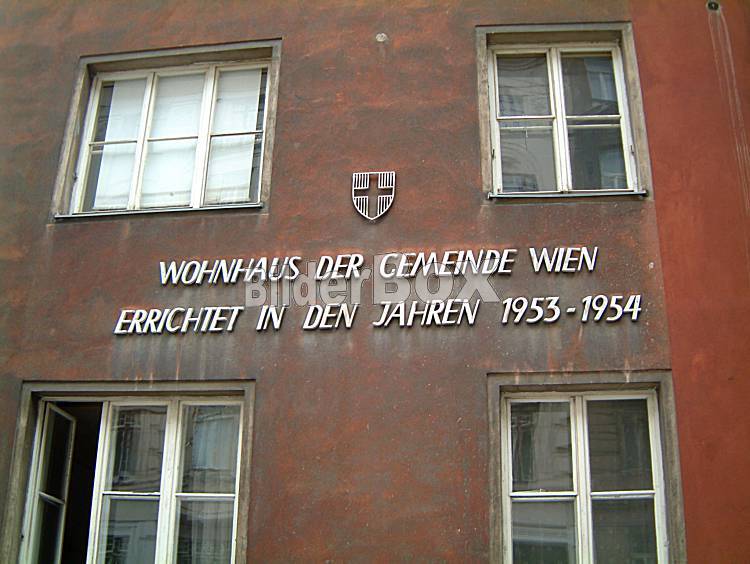 WOHNHAUS DER GEMEINDE WIEN
BilderBOX
ERRICHTET IN DEN JAHREN 1953-1954